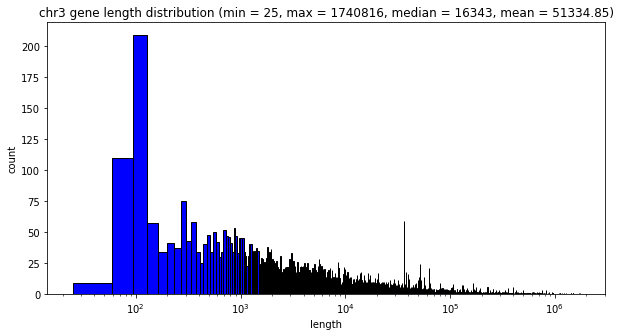 chr3 gene length distribution (min = 25, max = 1740816, median = 16343, mean = 51334.85)
200
175
150
125
100
75
50
25
0
count
10² 10³ 10⁴ 10⁵ 10⁶
length